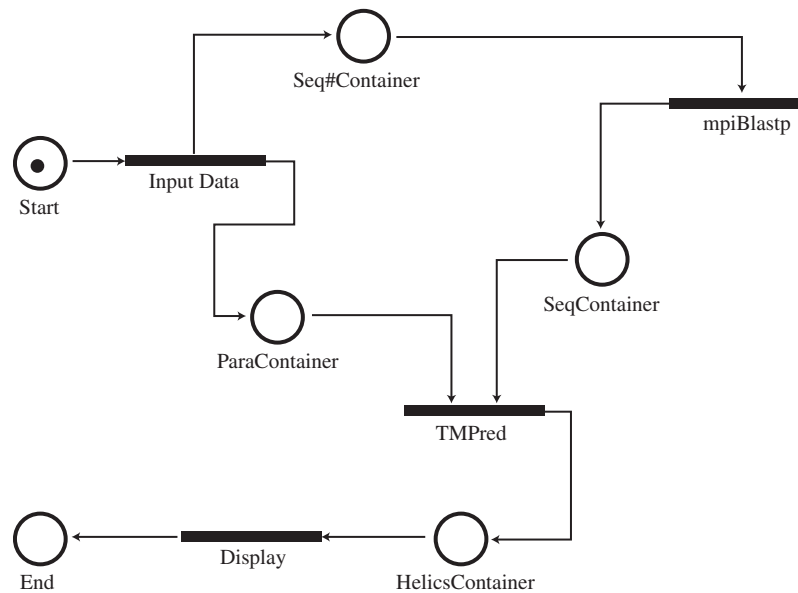 Seq#Container
mpiBlastp
Input Data
Start
SeqContainer
ParaContainer
TMPred
Display
End
HelicsContainer